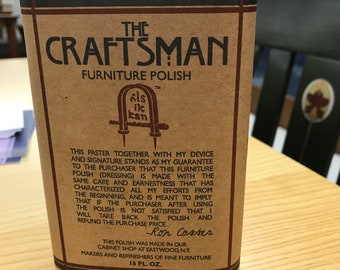 THE
CRAFTSMAN
FURNITURE POLISH
Als
ik
kan
THIS PASTER TOGETHER WITH MY DEVICE
AND SIGNATURE STANDS AS MY GUARANTEE
TO THE PURCHASER THAT THIS FURNITURE
POLISH (DRESSING) IS MADE WITH THE
SAME CARE AND EARNESTNESS THAT HAS
CHARACTERIZED ALL MY EFFORTS FROM
THE BEGINNING, AND IS MEANT TO IMPLY
THAT IF THE PURCHASER AFTER USING
THE POLISH IS NOT SATISFIED THAT I
WILL TAKE BACK THE POLISH AND
REFUND THE PURCHASE PRICE.
Ron
THIS POLISH WAS MADE IN OUR
CABINET SHOP AT EASTWOOD, N.Y.
MAKERS AND REFINISHERS OF FINE FURNITURE
16 FL. OZ.